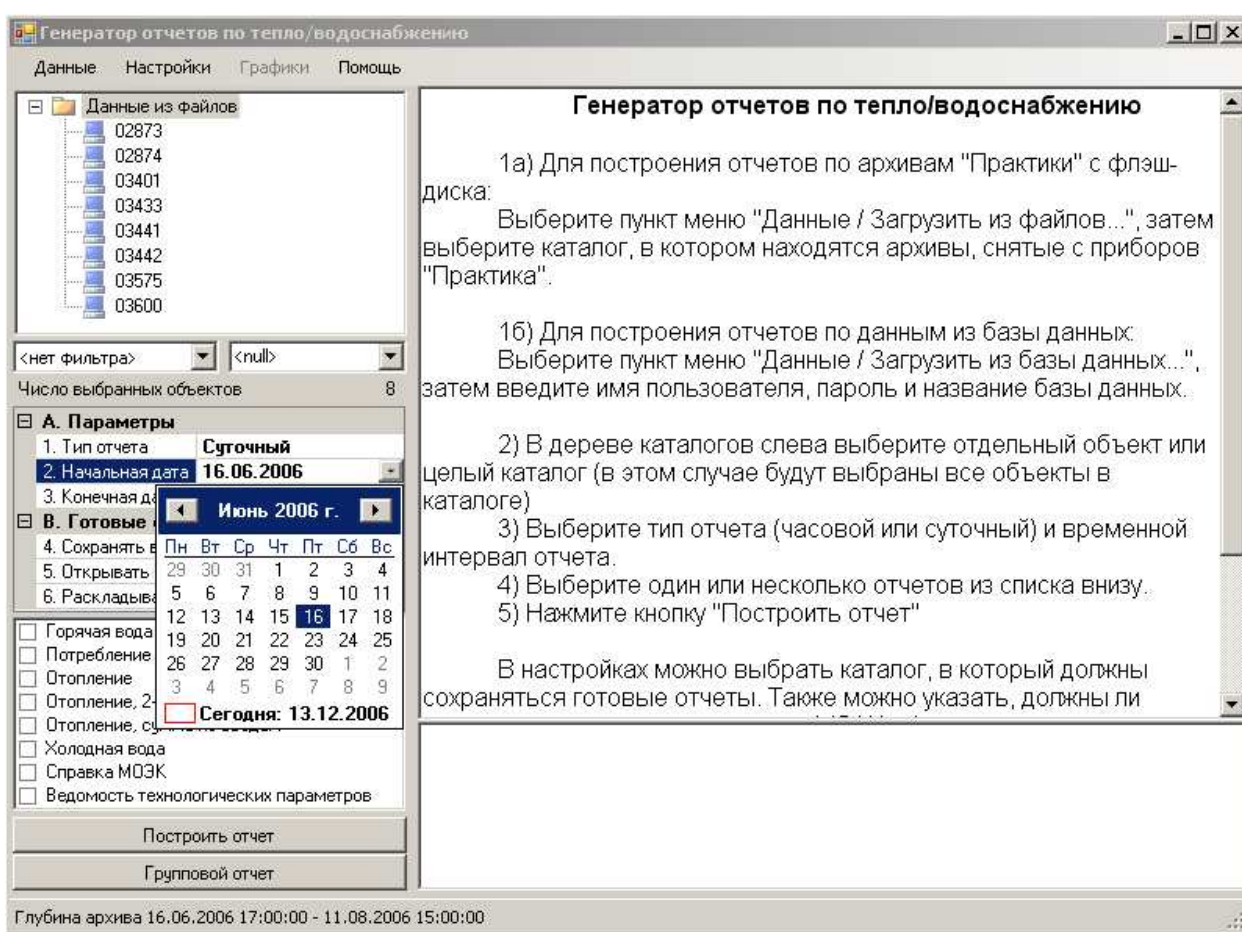 Генератор отчетов по тепло/водоснабжению
Данные Настройки Графики Помощь
Данные из файлов
02873
02874
03401
03433
03441
03442
03575
03600
<нет фильтра> <null>
Число выбранных объектов 8
А. Параметры
1. Тип отчета Суточный
2. Начальная дата 16.06.2006
3. Конечная
В. Готовые
4. Сохранять
5. Открывать
6.
Июнь 2006 г.
Пн Вт Ср Чт Пт Сб Вс
29 30 31 1 2 3 4
5 6 7 8 9 10 11
12 13 14 15 16 17 18
19 20 21 22 23 24 25
26 27 28 29 30 1 2
3 4 5 6 7 8 9
Сегодня: 13.12.2006
Горячая вода
Потребление
Отопление
Отопление,
Отопление,
Холодная вода
Справка МОЭК
Ведомость технологических параметров
Построить отчет
Групповой отчет
Генератор отчетов по тепло/водоснабжению
1а) Для построения отчетов по архивам "Практики" с флэш-
диска:
Выберите пункт меню "Данные / Загрузить из файлов...", затем
выберите каталог, в котором находятся архивы, снятые с приборов
"Практика".
1б) Для построения отчетов по данным из базы данных:
Выберите пункт меню "Данные / Загрузить из базы данных...",
затем введите имя пользователя, пароль и название базы данных.
2) В дереве каталогов слева выберите отдельный объект или
целый каталог (в этом случае будут выбраны все объекты в
каталоге)
3) Выберите тип отчета (часовой или суточный) и временной
интервал отчета.
4) Выберите один или несколько отчетов из списка внизу.
5) Нажмите кнопку "Построить отчет"
В настройках можно выбрать каталог, в который должны
сохраняться готовые отчеты. Также можно указать, должны ли
Глубина архива 16.06.2006 17:00:00 - 11.08.2006 15:00:00